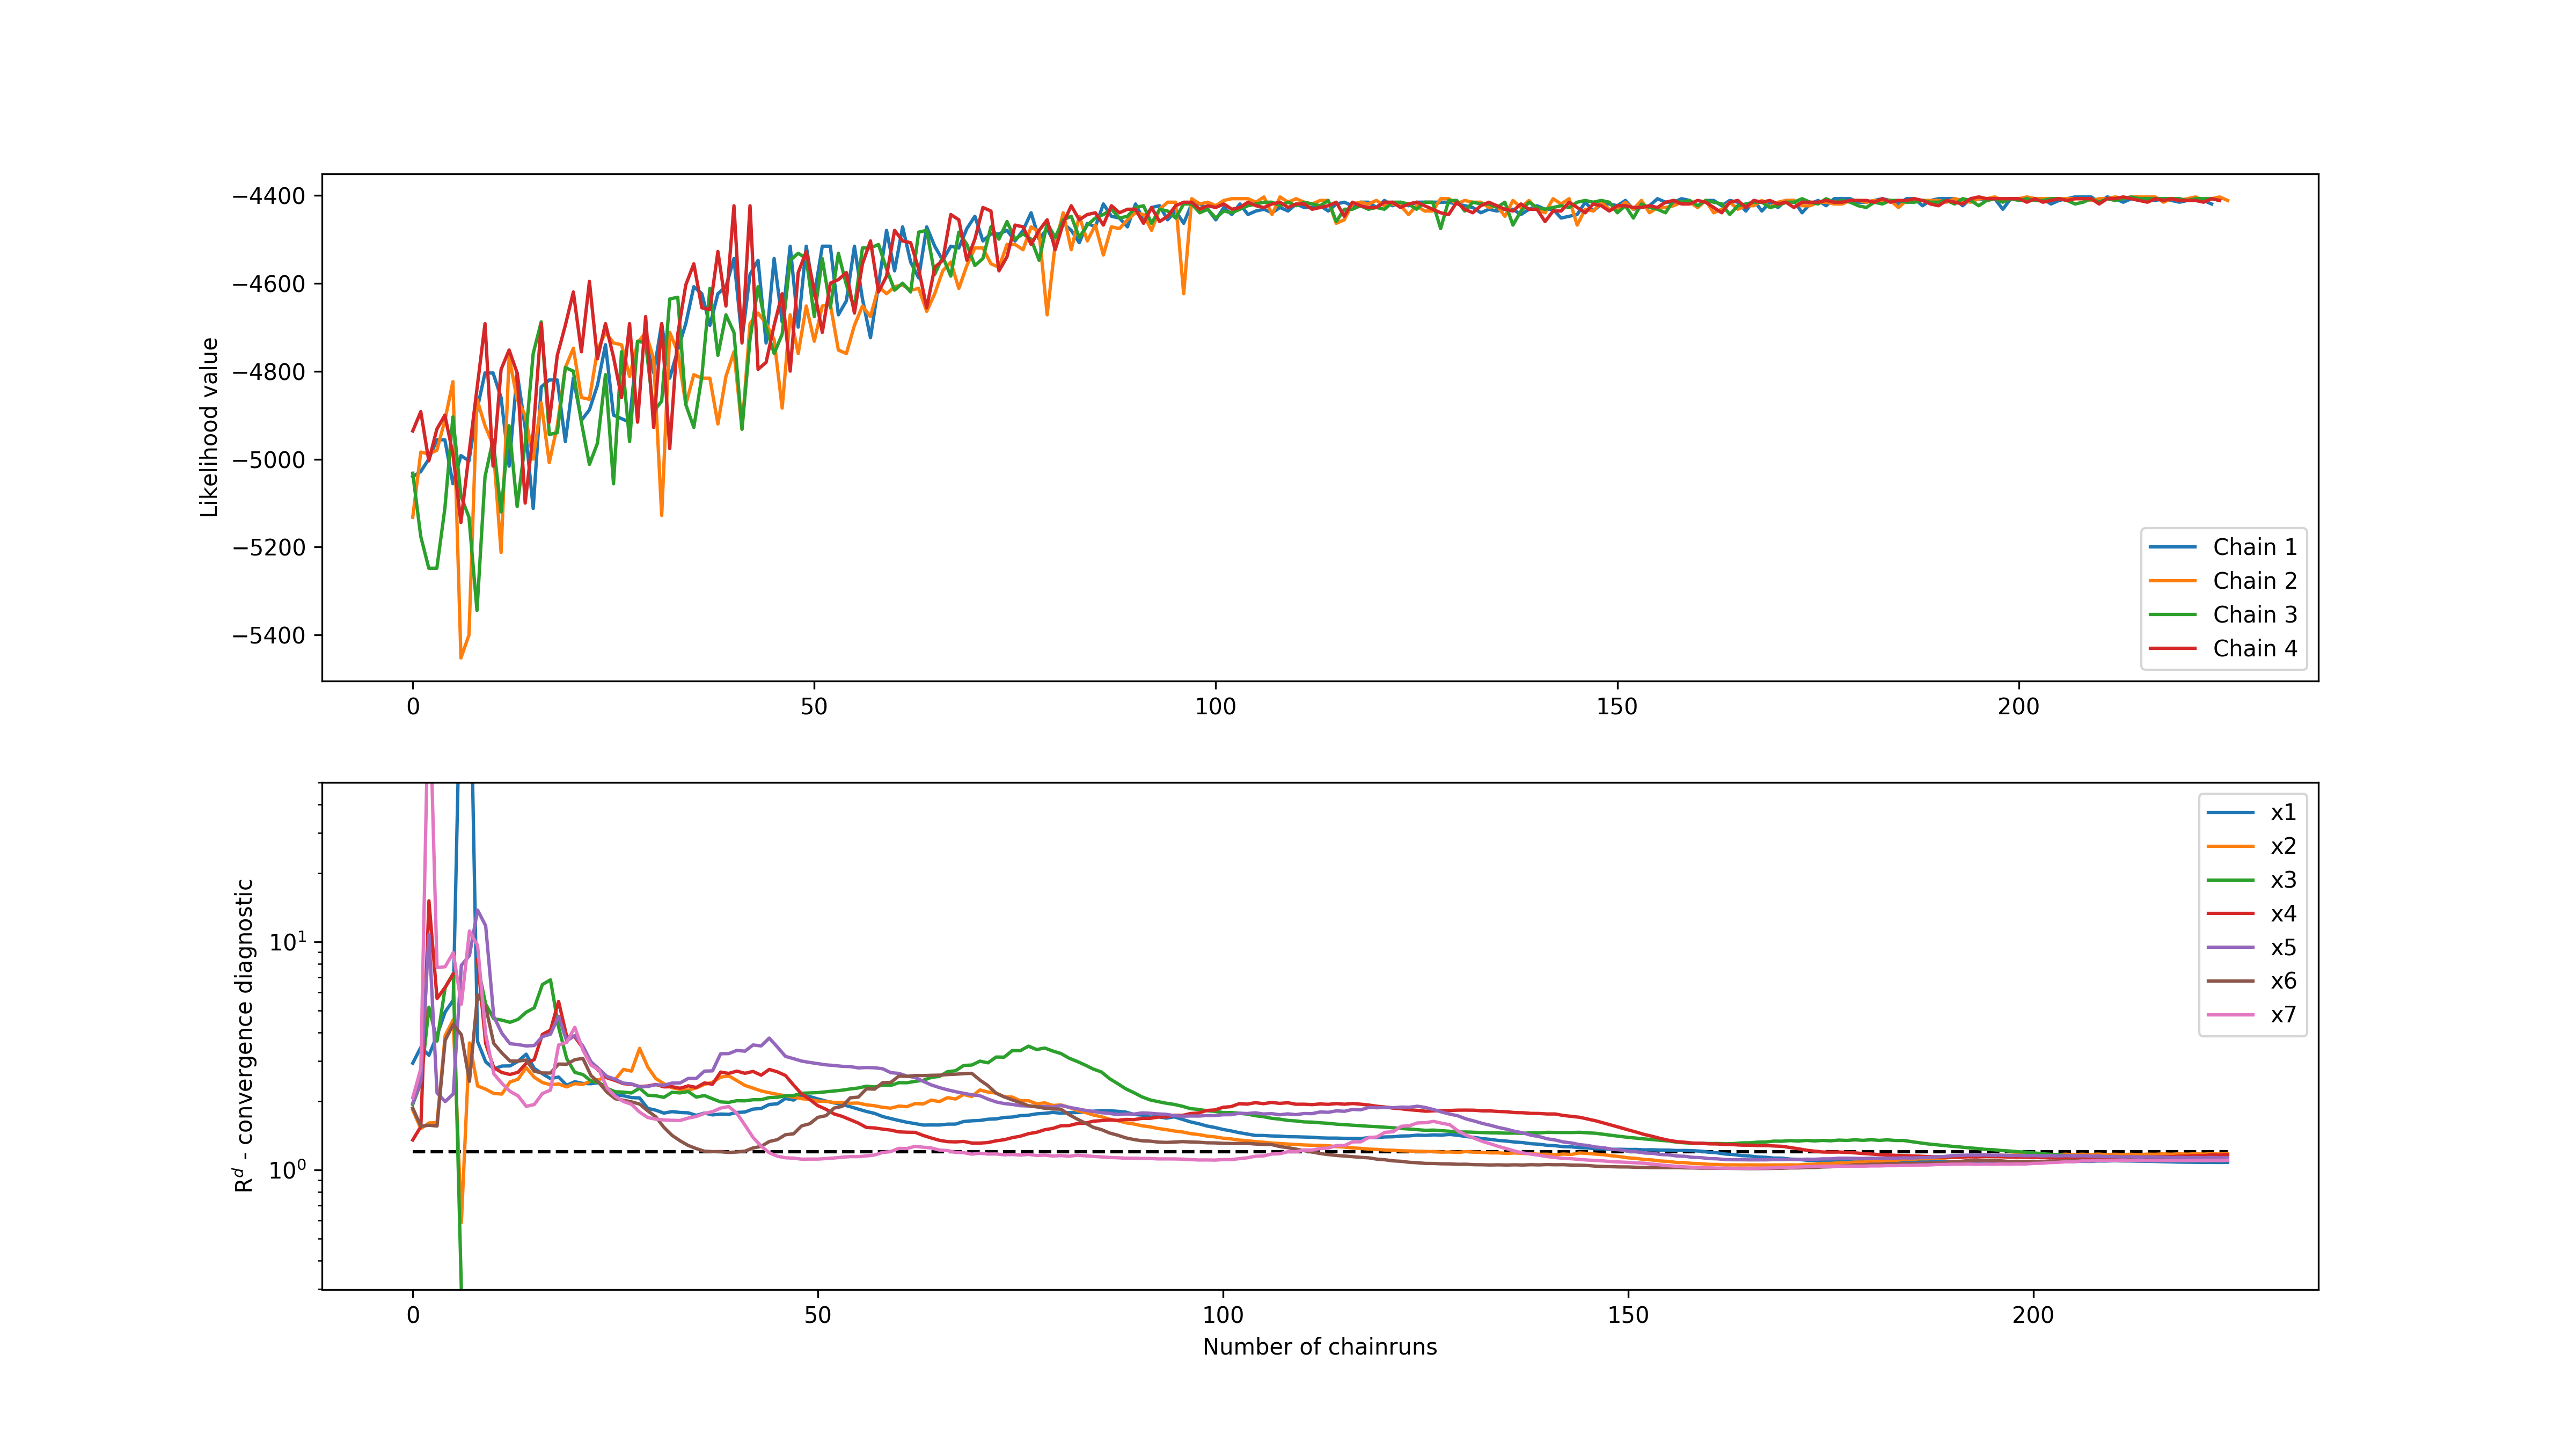 −4400
−4600
−4800
−5000
−5200
−5400
Likelihood value
Chain 1
Chain 2
Chain 3
Chain 4
0 50 100 150 200
10¹
10⁰
Rᵈ - convergence diagnostic
x1
x2
x3
x4
x5
x6
x7
0 50 100 150 200
Number of chainruns